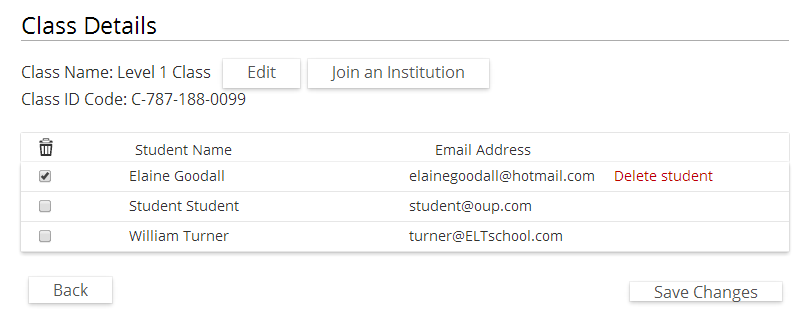 Class Details
Class Name: Level 1 Class Edit Join an Institution
Class ID Code: C-787-188-0099
Student Name Email Address
Elaine Goodall elainegoodall@hotmail.com Delete student
Student Student student@oup.com
William Turner turner@ELTschool.com
Back Save Changes